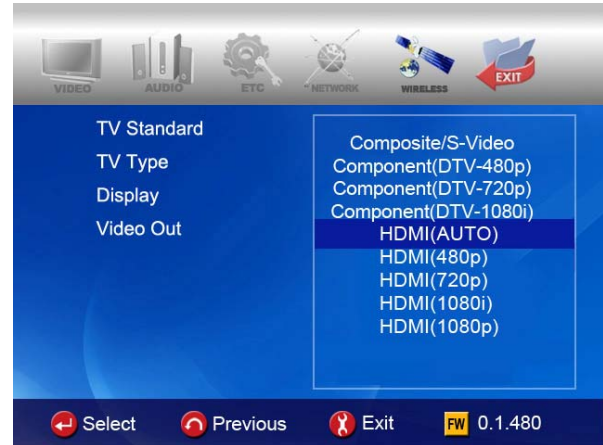 VIDEO AUDIO ETC NETWORK WIRELESS EXIT
TV Standard
TV Type
Display
Video Out
Composite/S-Video
Component(DTV-480p)
Component(DTV-720p)
Component(DTV-1080i)
HDMI(AUTO)
HDMI(480p)
HDMI(720p)
HDMI(1080i)
HDMI(1080p)
Select Previous Exit FW 0.1.480